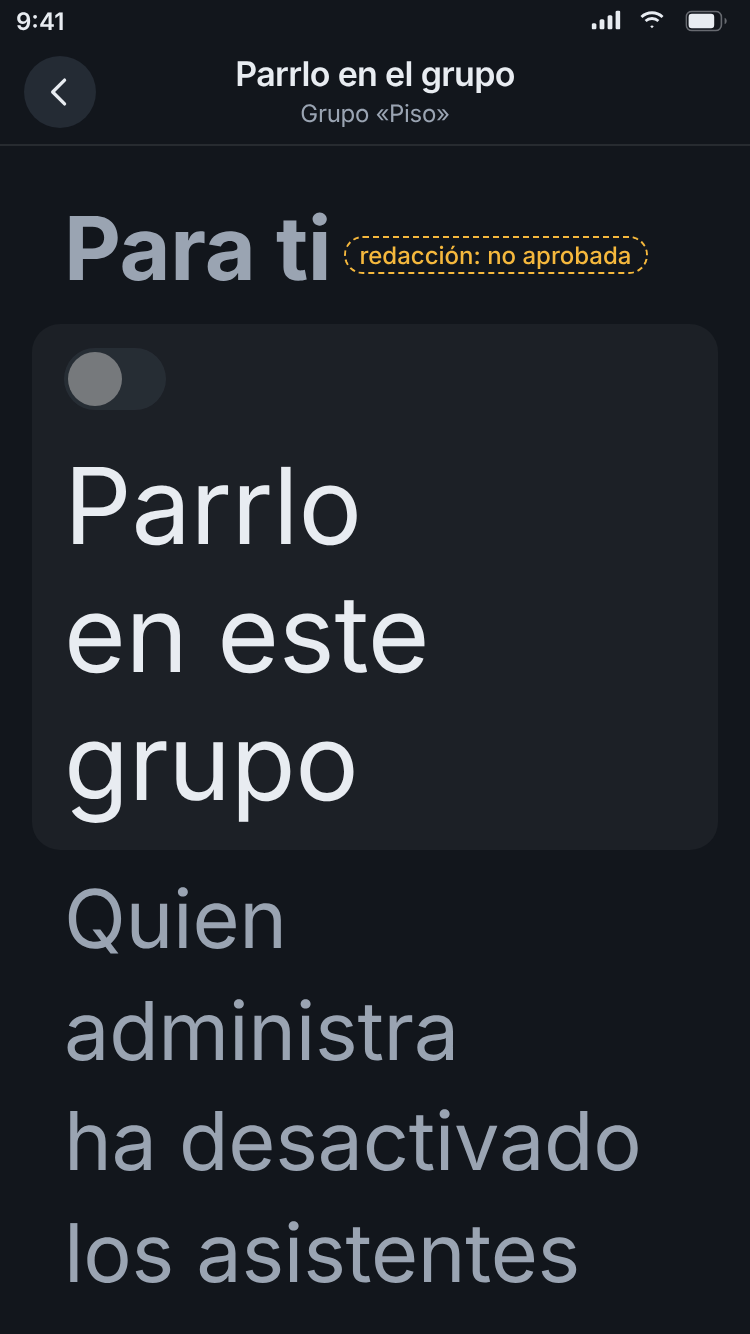 9:41
Parrlo en el grupo
Grupo «Piso»
Para ti redacción: no aprobada
Parrlo
en este
grupo
Quien
administra
ha desactivado
los asistentes